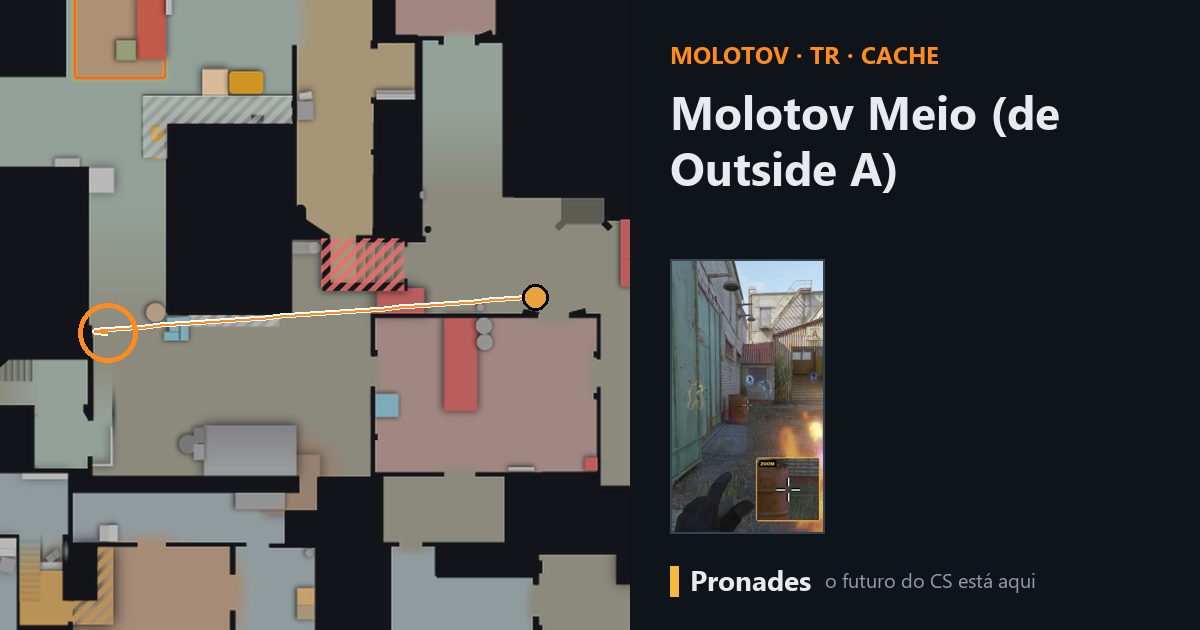 MOLOTOV · TR · CACHE
Molotov Meio (de
Outside A)
ZOOM
Pronades o futuro do CS está aqui